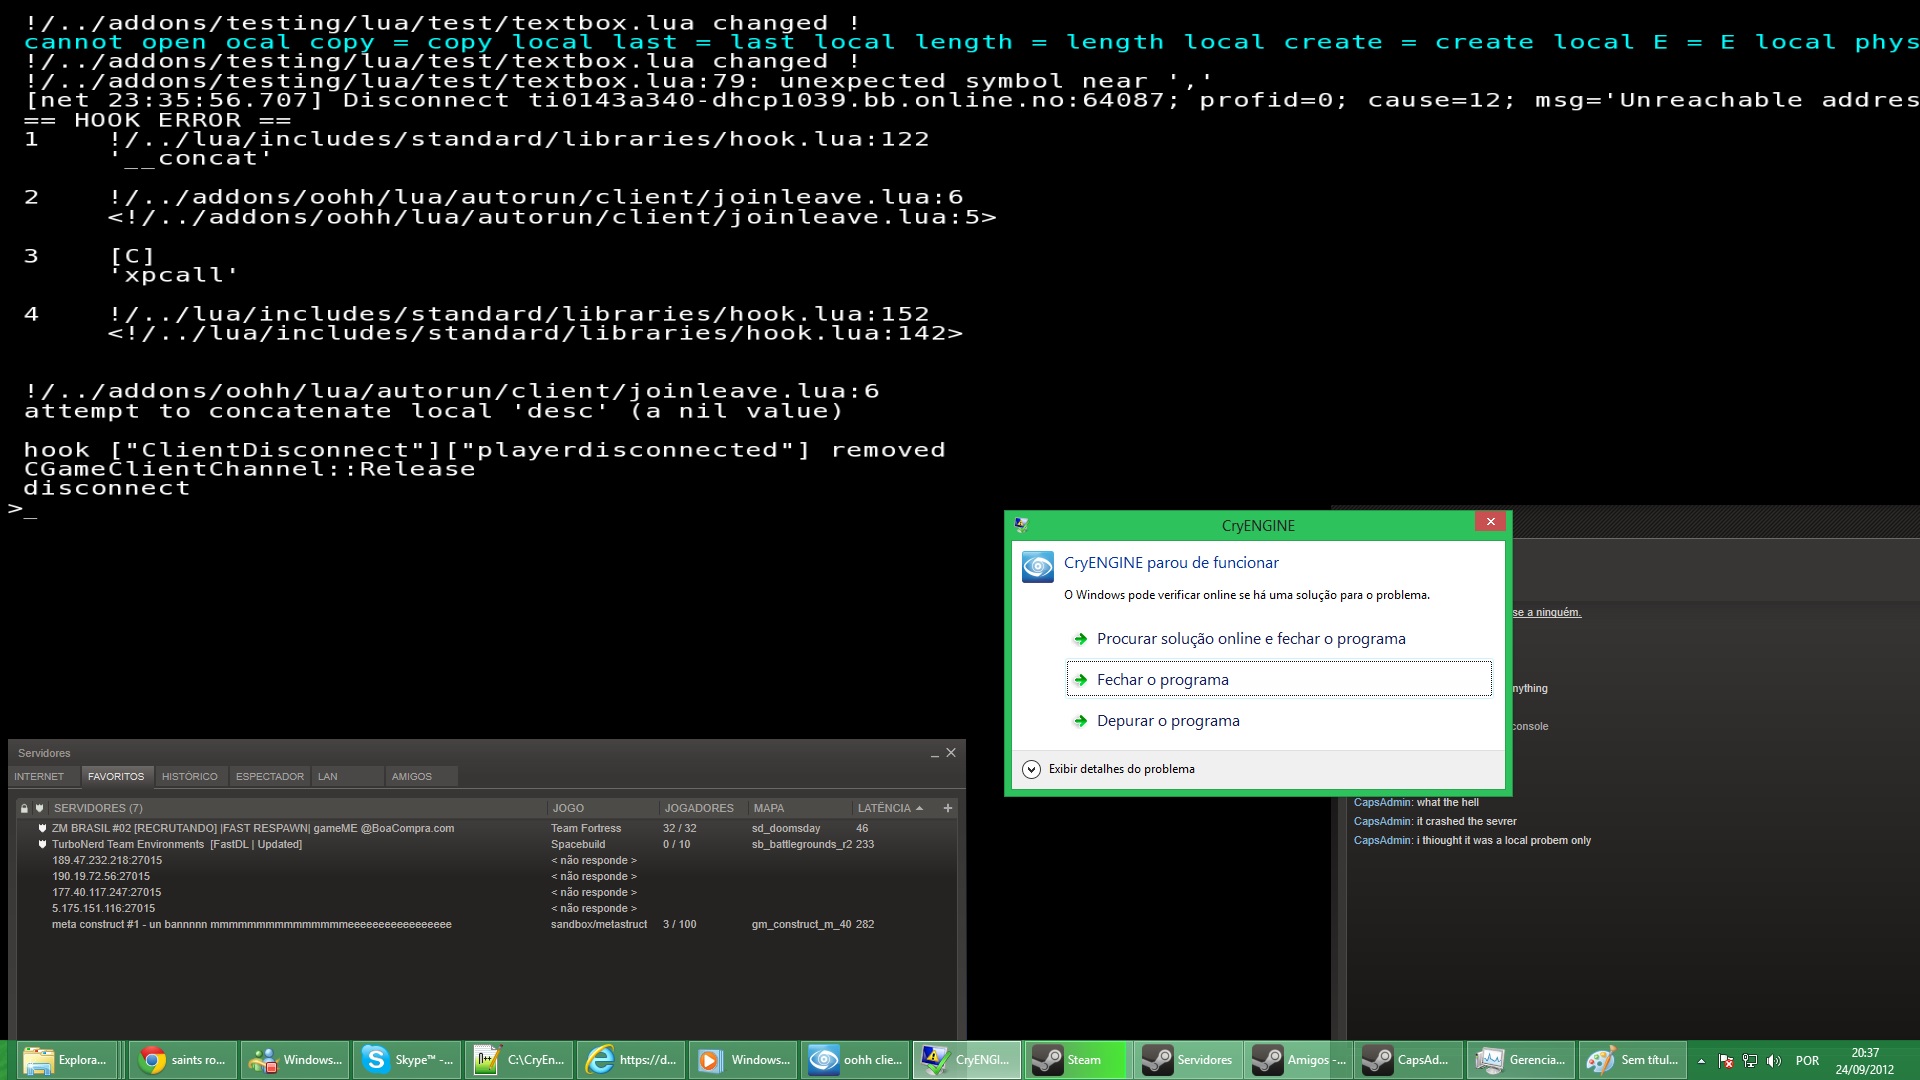 !/../addons/testing/lua/test/textbox.lua changed !
cannot open ocal copy = copy local last = last local length = length local create = create local E = E local phys
!/../addons/testing/lua/test/textbox.lua changed !
!/../addons/testing/lua/test/textbox.lua:79: unexpected symbol near ','
[net 23:35:56.707] Disconnect ti0143a340-dhcp1039.bb.online.no:64087; profid=0; cause=12; msg='Unreachable addres
== HOOK ERROR ==
1 !/../lua/includes/standard/libraries/hook.lua:122
'__concat'
2 !/../addons/oohh/lua/autorun/client/joinleave.lua:6
<!/../addons/oohh/lua/autorun/client/joinleave.lua:5>
3 [C]
'xpcall'
4 !/../lua/includes/standard/libraries/hook.lua:152
<!/../lua/includes/standard/libraries/hook.lua:142>
!/../addons/oohh/lua/autorun/client/joinleave.lua:6
attempt to concatenate local 'desc' (a nil value)
hook ["ClientDisconnect"]["playerdisconnected"] removed
CGameClientChannel::Release
disconnect
>_
CryENGINE
CryENGINE parou de funcionar
O Windows pode verificar online se há uma solução para o problema.
Procurar solução online e fechar o programa
Fechar o programa
Depurar o programa
Exibir detalhes do problema
se a ninguém.
nything
console
CapsAdmin: what the hell
CapsAdmin: it crashed the sevrer
CapsAdmin: i thiought it was a local probem only
Servidores
INTERNET FAVORITOS HISTÓRICO ESPECTADOR LAN AMIGOS
SERVIDORES (7) JOGO JOGADORES MAPA LATÊNCIA
ZM BRASIL #02 [RECRUTANDO] |FAST RESPAWN| gameME @BoaCompra.com Team Fortress 32 / 32 sd_doomsday 46
TurboNerd Team Environments [FastDL | Updated] Spacebuild 0 / 10 sb_battlegrounds_r2 233
189.47.232.218:27015 < não responde >
190.19.72.56:27015 < não responde >
177.40.117.247:27015 < não responde >
5.175.151.116:27015 < não responde >
meta construct #1 - un bannnnn mmmmmmmmmmmmmmmmeeeeeeeeeeeeeeeee sandbox/metastruct 3 / 100 gm_construct_m_40 282
Explora... saints ro... Windows... Skype™ -... C:\CryEn... https://d... Windows... oohh clie... CryENGI... Steam Servidores Amigos -... CapsAd... Gerencia... Sem títul... POR 20:37
24/09/2012